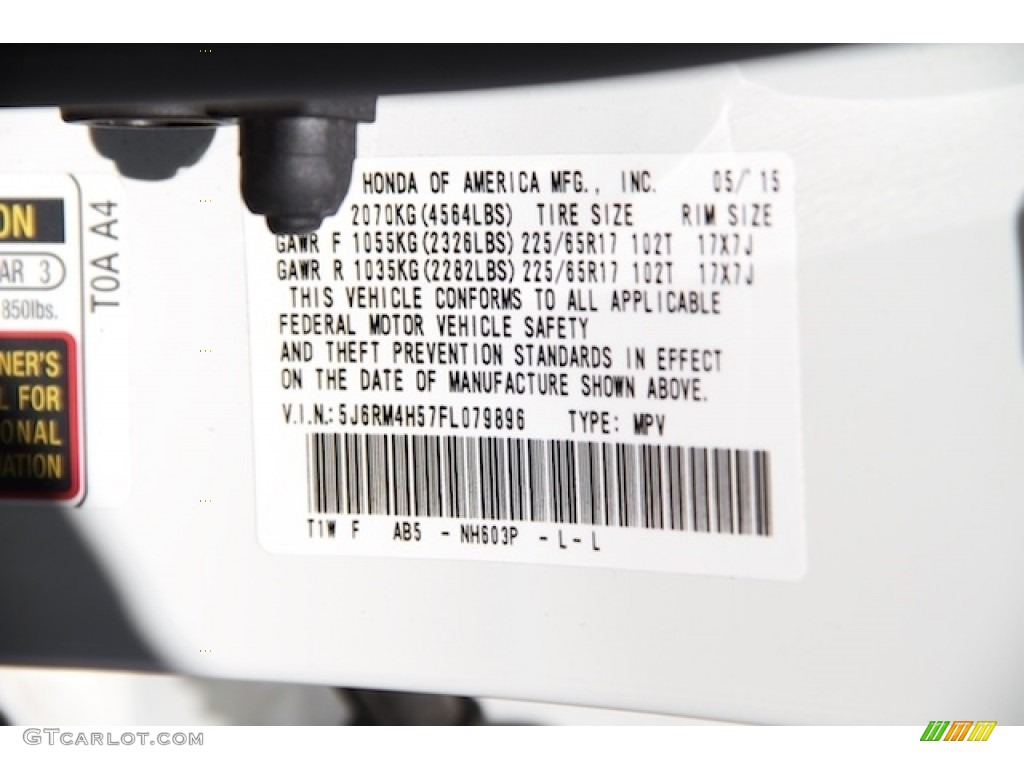 HONDA OF AMERICA MFG., INC. 05/ 15
2070KG(4564LBS) TIRE SIZE RIM SIZE
GAWR F 1055KG(2326LBS) 225/65R17 102T 17X7J
GAWR R 1035KG(2282LBS) 225/65R17 102T 17X7J
THIS VEHICLE CONFORMS TO ALL APPLICABLE
FEDERAL MOTOR VEHICLE SAFETY
AND THEFT PREVENTION STANDARDS IN EFFECT
ON THE DATE OF MANUFACTURE SHOWN ABOVE.
V.I.N.: 5J6RM4H57FL079896 TYPE: MPV
T1W F AB5 - NH603P - L - L
ON
AR 3
850lbs.
NER'S
L FOR
ONAL
ATION
T0A A4
GTCARLOT.COM